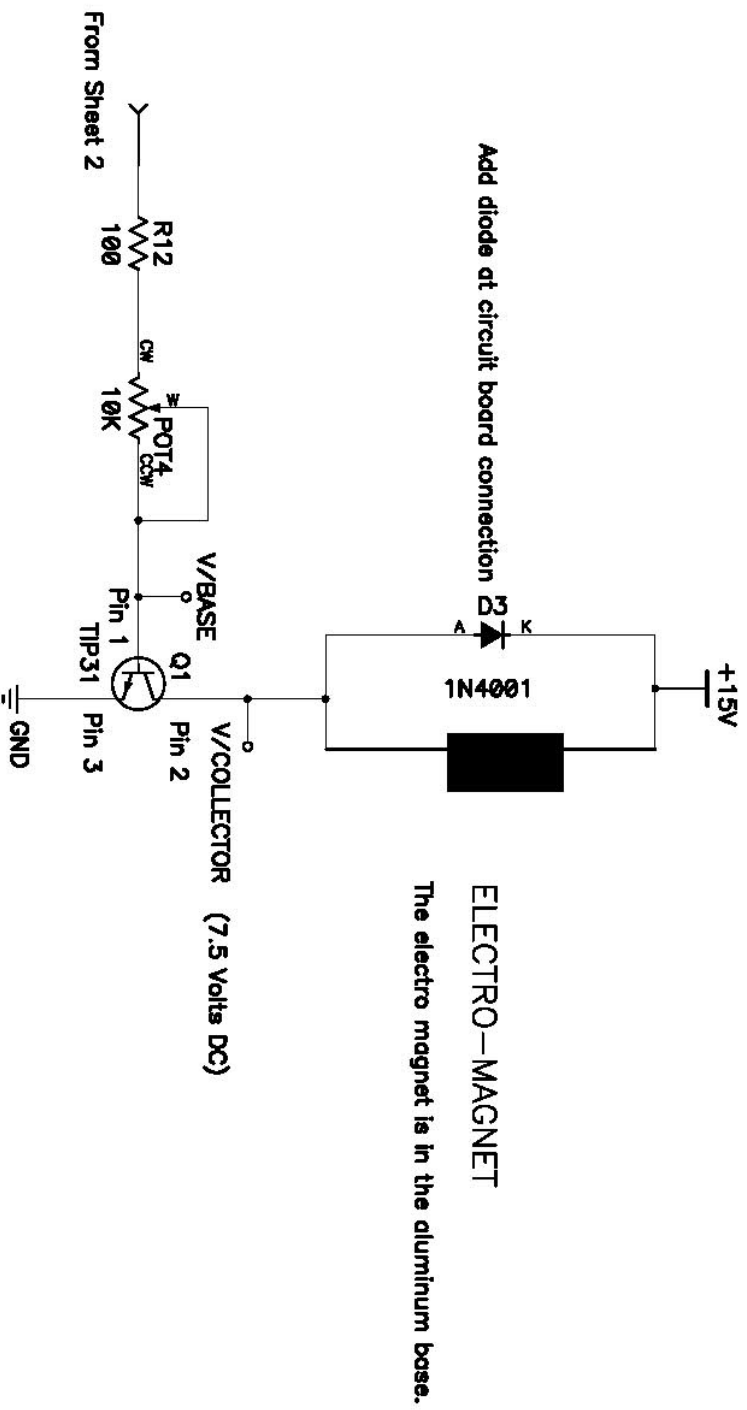 +15V
Add diode at circuit board connection
D3
A
K
1N4001
ELECTRO-MAGNET
The electro magnet is in the aluminum base.
V/COLLECTOR (7.5 Volts DC)
V/BASE
Q1
Pin 2
R12
100
CW
W
POT4
10K
CCW
Pin 1
TIP31
Pin 3
From Sheet 2
GND